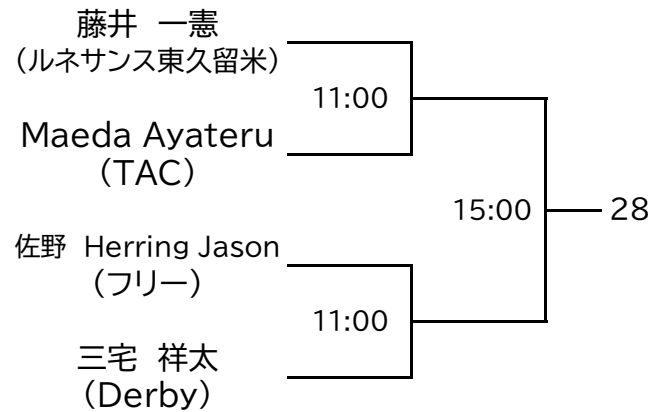 藤井 一憲
(ルネサンス東久留米)
11:00
Maeda Ayateru
(TAC)
15:00
28
佐野 Herring Jason
(フリー)
11:00
三宅 祥太
(Derby)